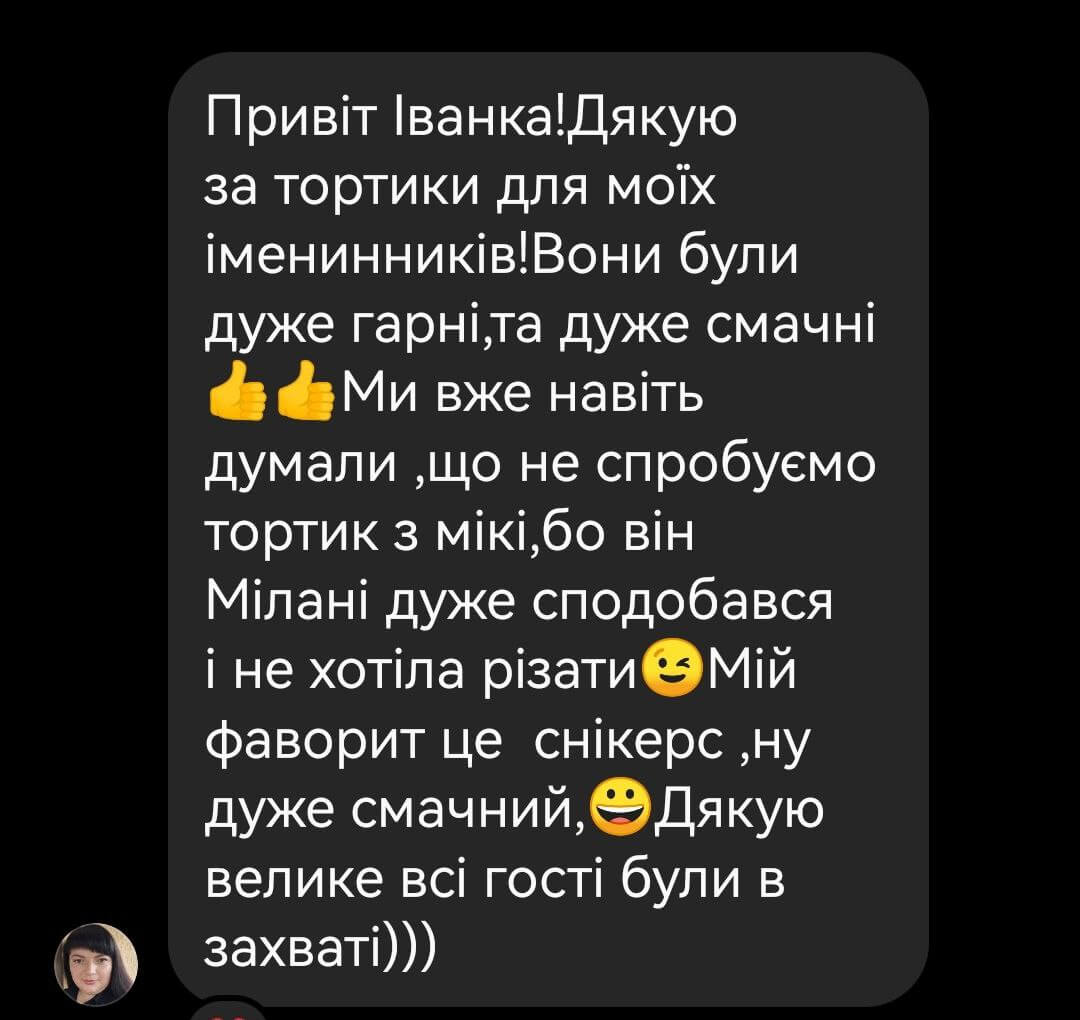 Привіт Іванка!Дякую
за тортики для моїх
іменинників!Вони були
дуже гарні,та дуже смачні
👍👍Ми вже навіть
думали ,що не спробуємо
тортик з мікі,бо він
Мілані дуже сподобався
і не хотіла різати😉Мій
фаворит це  снікерс ,ну
дуже смачний,😀Дякую
велике всі гості були в
захваті)))